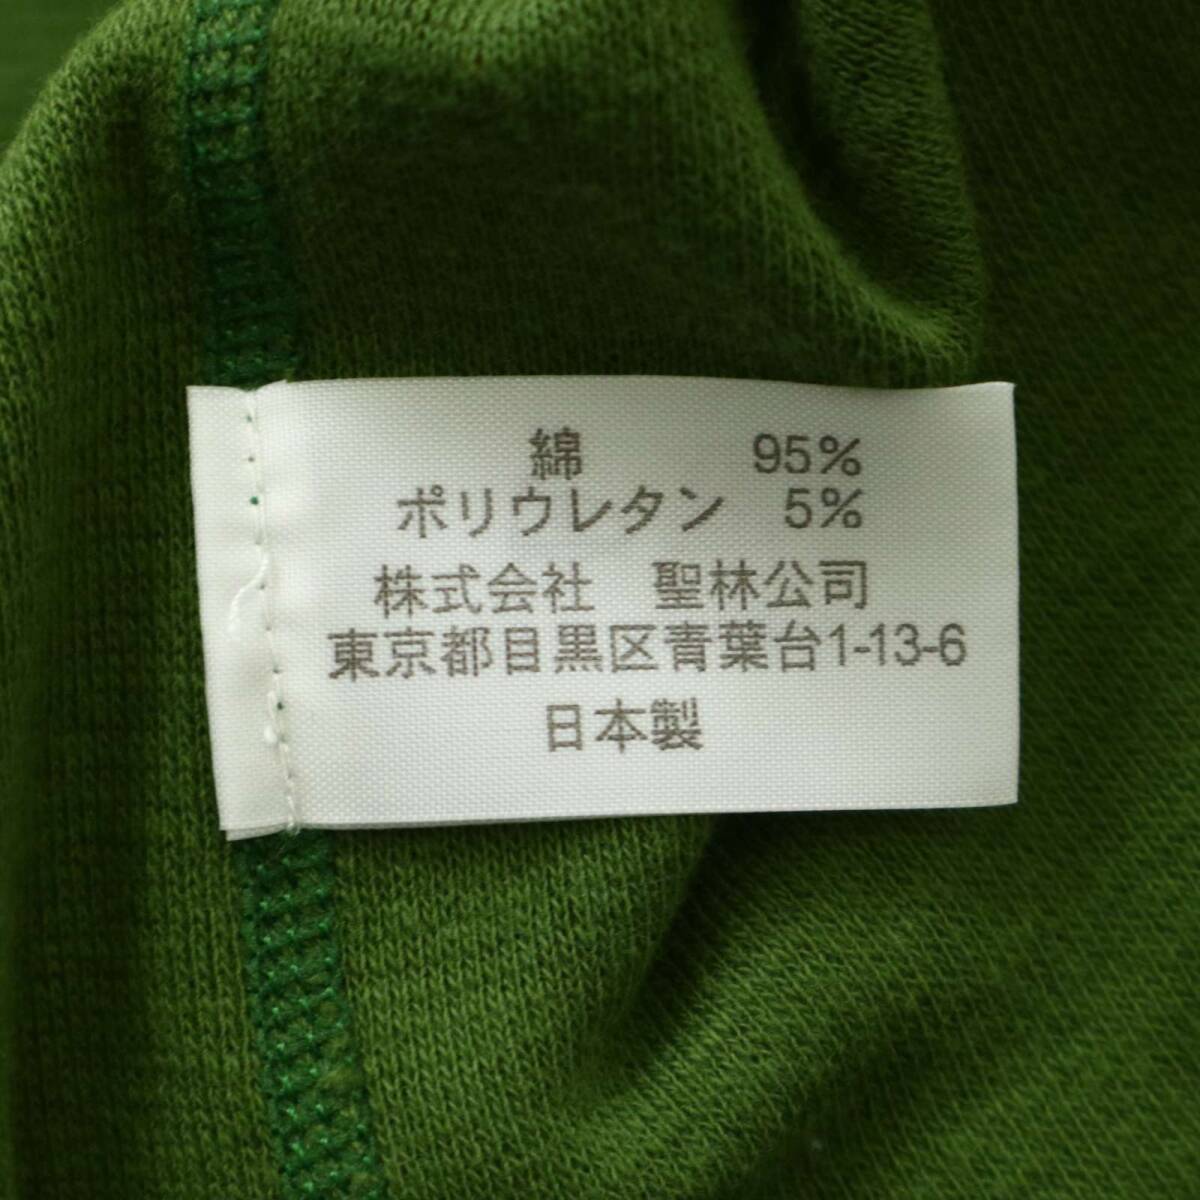 綿 95%
ポリウレタン 5%
株式会社 聖林公司
東京都目黒区青葉台1-13-6
日本製